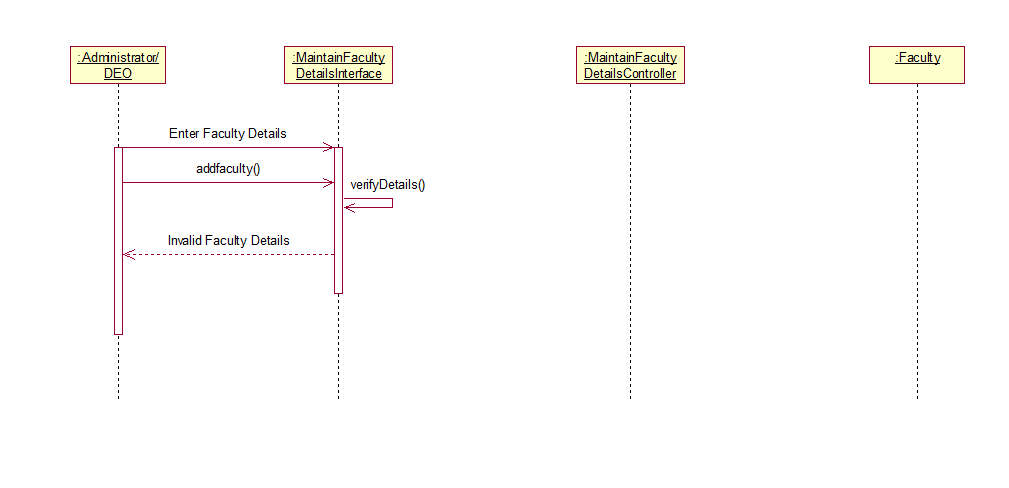 :Administrator/
DEO
:MaintainFaculty
DetailsInterface
:MaintainFaculty
DetailsController
:Faculty
Enter Faculty Details
addfaculty()
verifyDetails()
Invalid Faculty Details